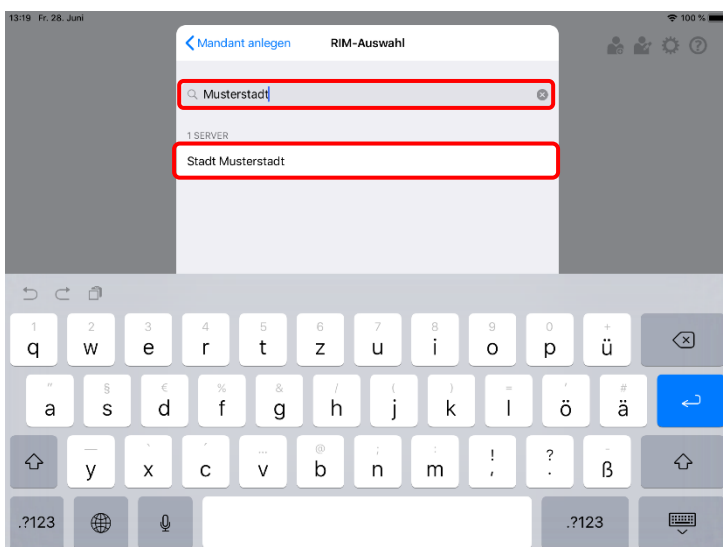 13:19 Fr. 28. Juni 100 %
Mandant anlegen RIM-Auswahl
Musterstadt
1 SERVER
Stadt Musterstadt
1 2 3 4 5 6 7 8 9 0 +
q w e r t z u i o p ü
" § € % & / ( ) = ' #
a s d f g h j k l ö ä
— ` ´ ... @ ; : ! ? -
y x c v b n m , . ß
.?123 .?123